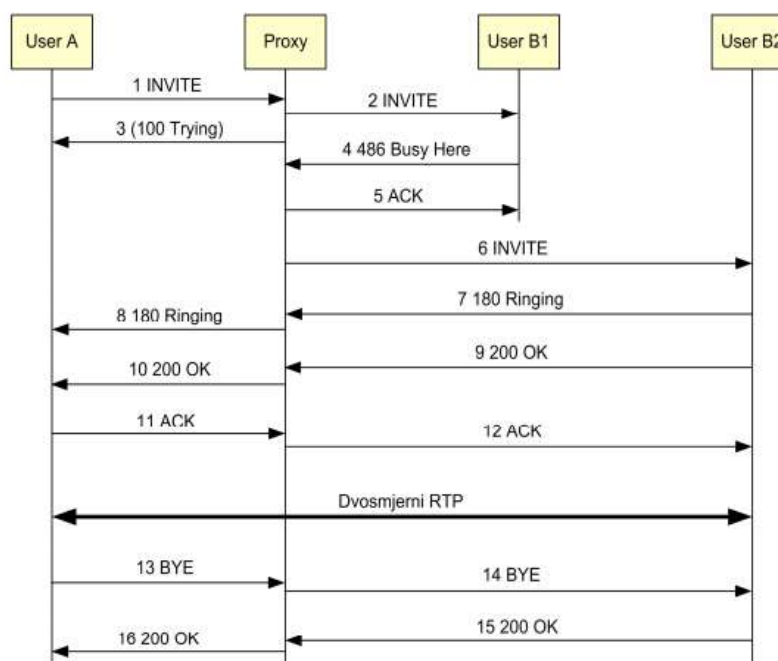 User A
Proxy
User B1
User B2
1 INVITE
2 INVITE
3 (100 Trying)
4 486 Busy Here
5 ACK
6 INVITE
7 180 Ringing
8 180 Ringing
9 200 OK
10 200 OK
11 ACK
12 ACK
Dvosmjerni RTP
13 BYE
14 BYE
15 200 OK
16 200 OK